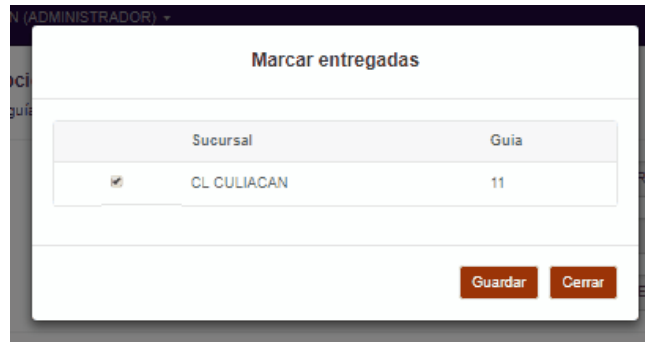 N (ADMINISTRADOR)
Marcar entregadas
Sucursal Guia
CL CULIACAN 11
Guardar Cerrar